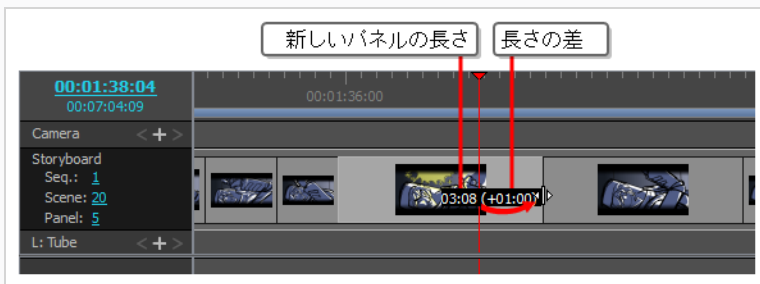 新しいパネルの長さ
長さの差
00:01:38:04
00:07:04:09
00:01:36:00
Camera < + >
Storyboard
Seq.: 1
Scene: 20
Panel: 5
03:08 (+01:00)
L: Tube < + >